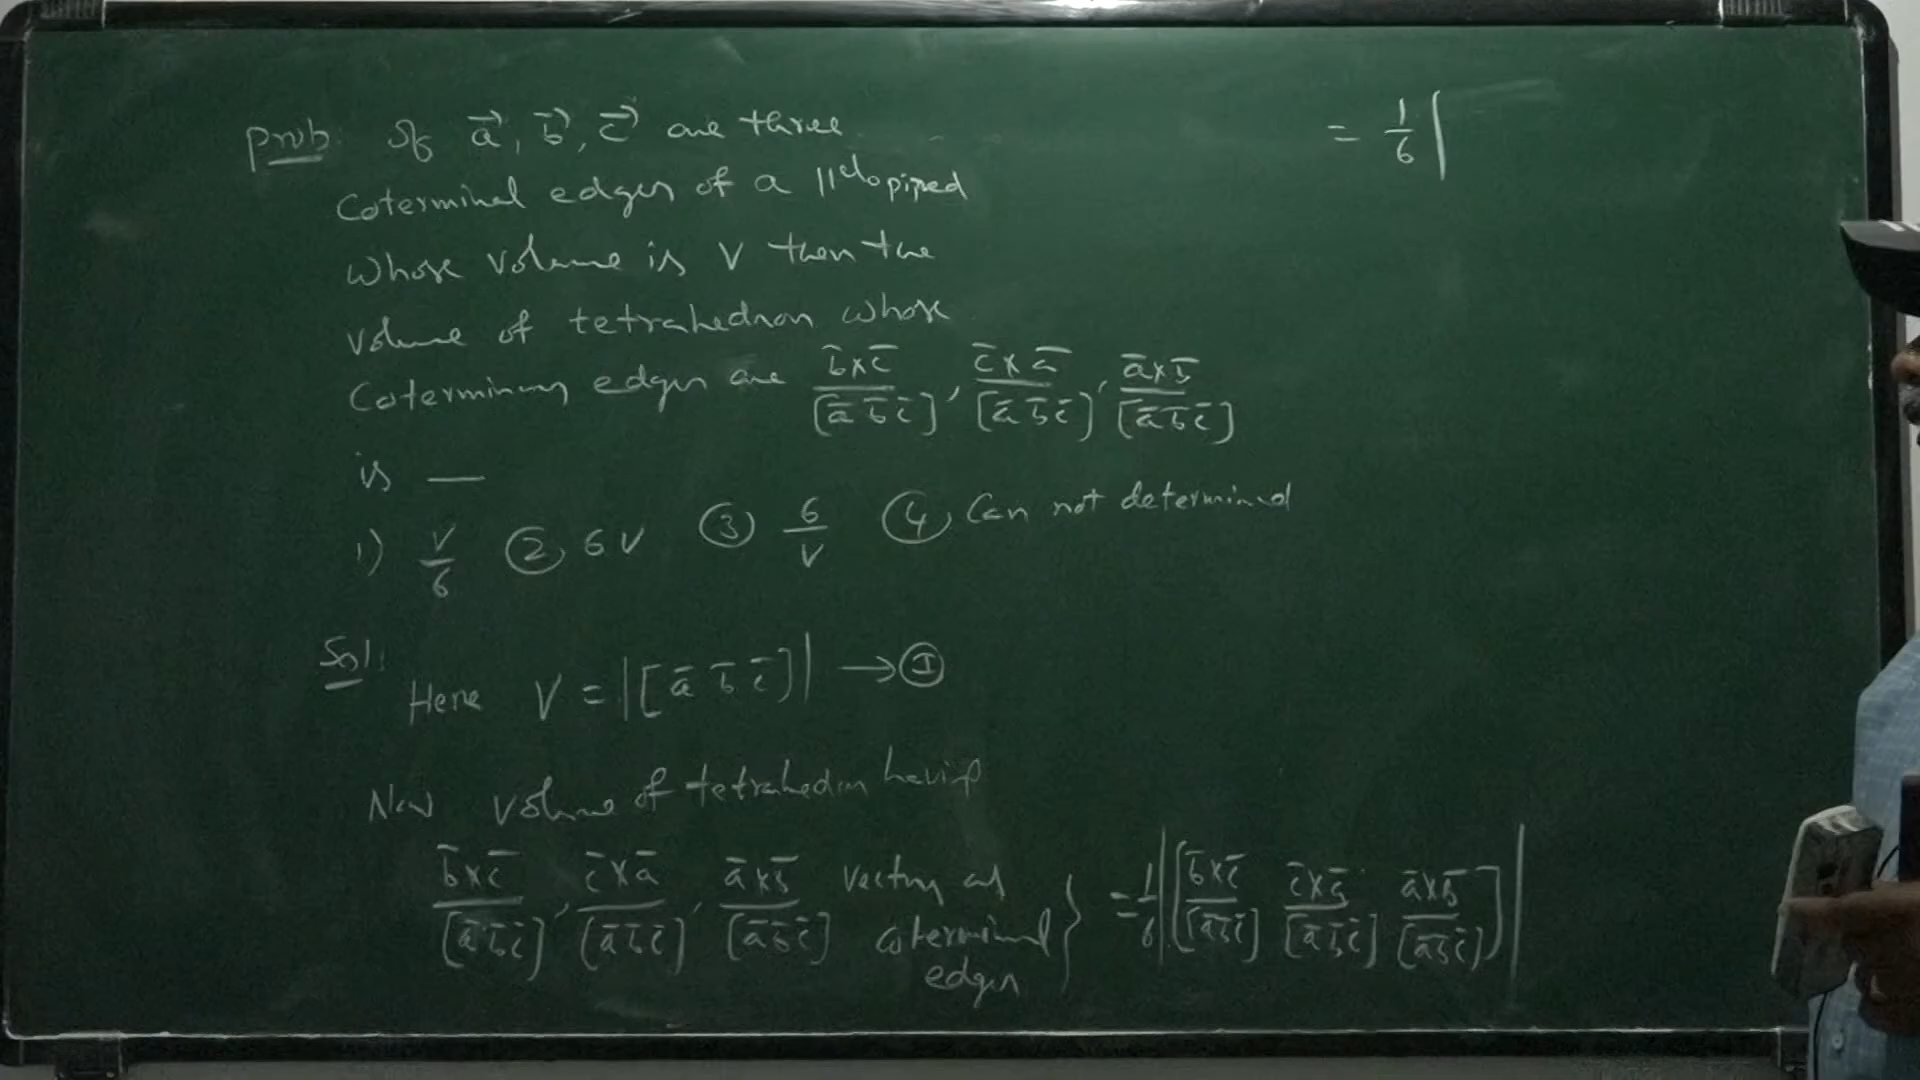 Prob: If a⃗, b⃗, c⃗ are three
Coterminal edges of a ||elopiped
whose volume is V then the
volume of tetrahedron whose
Coterminus edges are b̄×c̄/[ā b̄ c̄], c̄×ā/[ā b̄ c̄], ā×b̄/[ā b̄ c̄]
is —
1) V/6 ② 6V ③ 6/V ④ Can not determined
Sol:
Here V = |[ā b̄ c̄]| → Ⓘ
Now volume of tetrahedron having
b̄×c̄/[ā b̄ c̄], c̄×ā/[ā b̄ c̄], ā×b̄/[ā b̄ c̄] vectors as coterminal edges } = 1/6 |[b̄×c̄/[ā b̄ c̄] c̄×ā/[ā b̄ c̄] ā×b̄/[ā b̄ c̄]]|
= 1/6 |